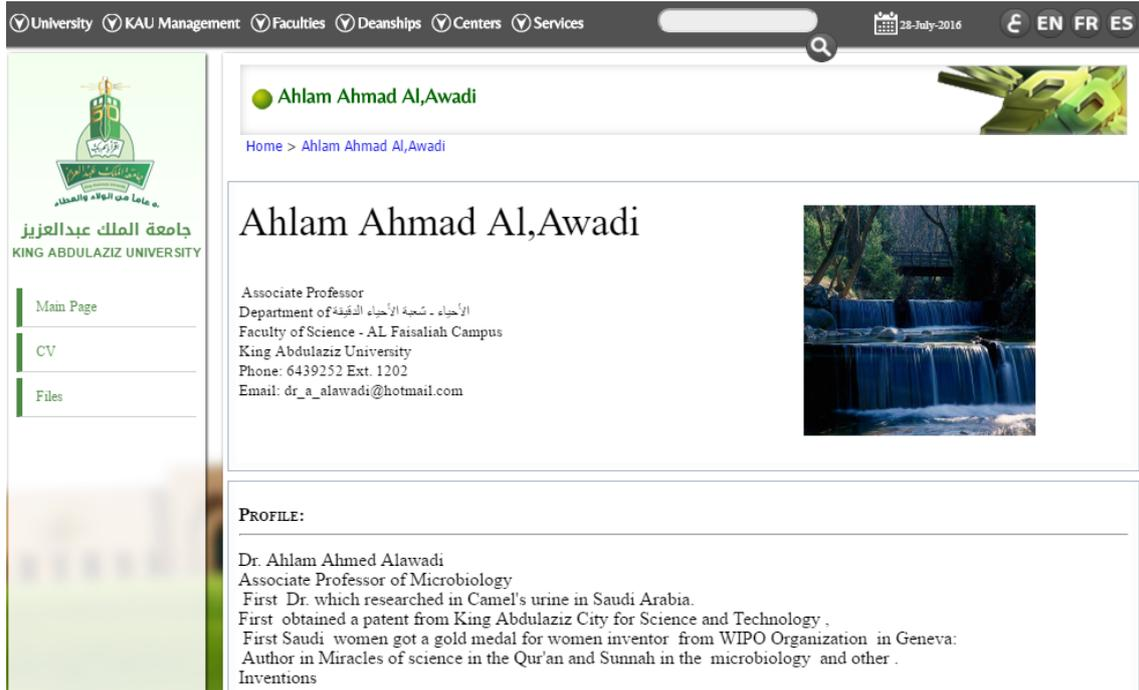 University KAU Management Faculties Deanships Centers Services
28-July-2016
ع EN FR ES
Ahlam Ahmad Al,Awadi
Home > Ahlam Ahmad Al,Awadi
جامعة الملك عبدالعزيز
KING ABDULAZIZ UNIVERSITY
Main Page
CV
Files
Ahlam Ahmad Al,Awadi
Associate Professor
Department of الأحياء - شعبة الأحياء الدقيقة
Faculty of Science - AL Faisaliah Campus
King Abdulaziz University
Phone: 6439252 Ext. 1202
Email: dr_a_alawadi@hotmail.com
PROFILE:
Dr. Ahlam Ahmed Alawadi
Associate Professor of Microbiology
First Dr. which researched in Camel's urine in Saudi Arabia.
First obtained a patent from King Abdulaziz City for Science and Technology ,
First Saudi women got a gold medal for women inventor from WIPO Organization in Geneva:
Author in Miracles of science in the Qur'an and Sunnah in the microbiology and other .
Inventions